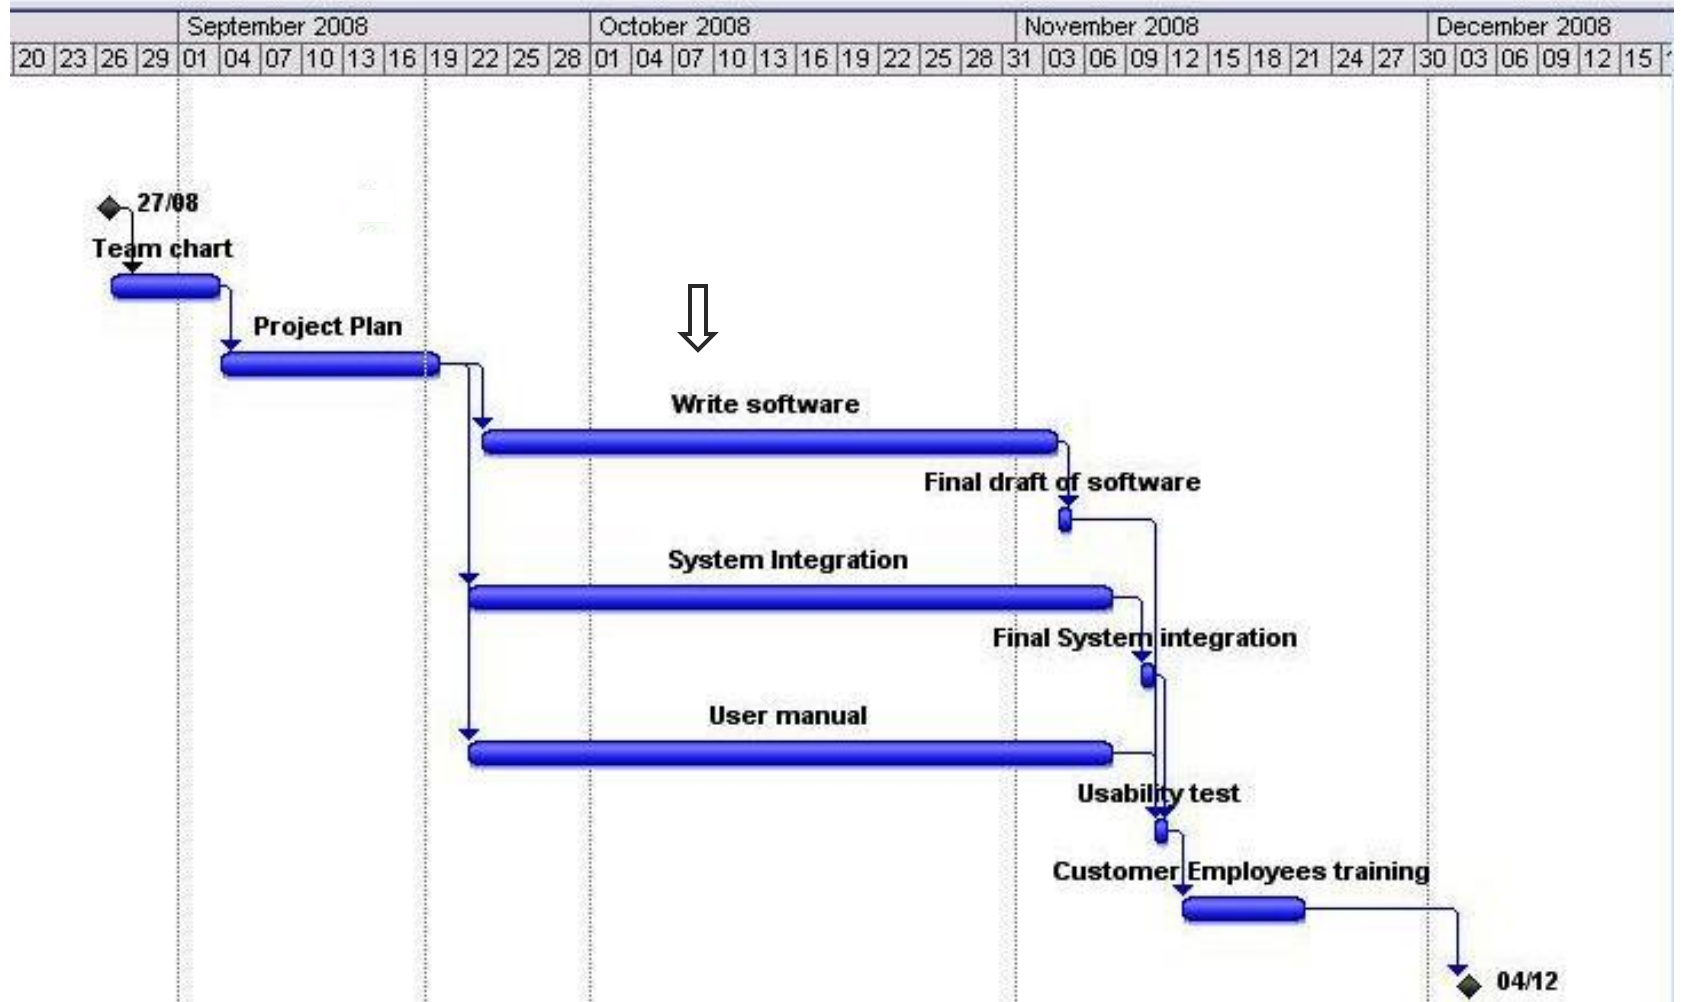 September 2008 October 2008 November 2008 December 2008
20 23 26 29 01 04 07 10 13 16 19 22 25 28 01 04 07 10 13 16 19 22 25 28 31 03 06 09 12 15 18 21 24 27 30 03 06 09 12 15
27/08
Team chart
Project Plan
Write software
Final draft of software
System Integration
Final System integration
User manual
Usability test
Customer Employees training
04/12